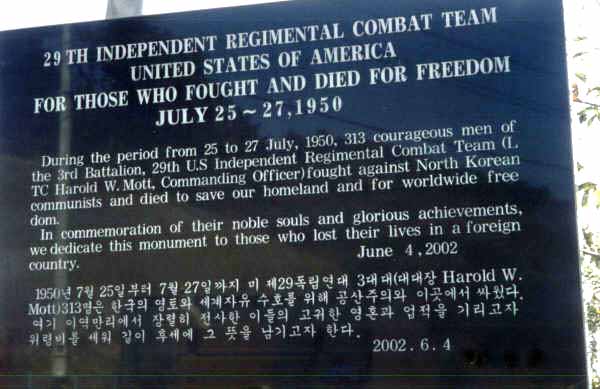 29 TH INDEPENDENT REGIMENTAL COMBAT TEAM
UNITED STATES OF AMERICA
FOR THOSE WHO FOUGHT AND DIED FOR FREEDOM
JULY 25 ~ 27, 1950
During the period from 25 to 27 July, 1950, 313 courageous men of
the 3rd Battalion, 29th U.S Independent Regimental Combat Team (L
TC Harold W. Mott, Commanding Officer)fought against North Korean
communists and died to save our homeland and for worldwide free
dom.
In commemoration of their noble souls and glorious achievements,
we dedicate this monument to those who lost their lives in a foreign
country.
June 4, 2002
1950년 7월 25일부터 7월 27일까지 미 제29독립연대 3대대(대대장 Harold W.
Mott)313명은 한국의 영토와 세계자유 수호를 위해 공산주의와 이곳에서 싸웠다.
여기 이역만리에서 장렬히 전사한 이들의 고귀한 영혼과 업적을 기리고자
위령비를 세워 길이 후세에 그 뜻을 남기고자 한다.
2002. 6. 4